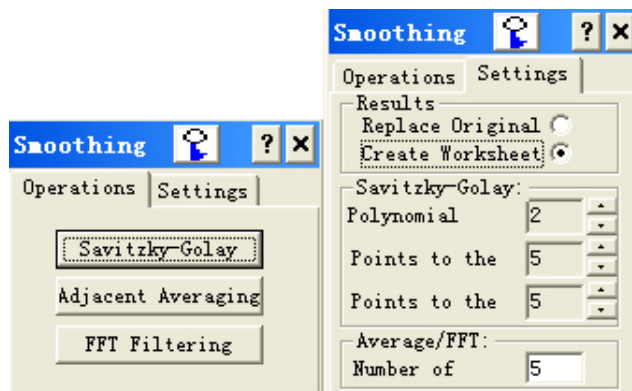 Smoothing ? ×
Operations Settings
Savitzky-Golay
Adjacent Averaging
FFT Filtering
Smoothing ? ×
Operations Settings
Results
Replace Original
Create Worksheet
Savitzky-Golay:
Polynomial 2
Points to the 5
Points to the 5
Average/FFT:
Number of 5